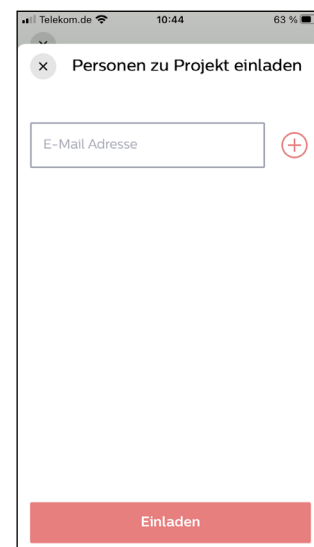 Telekom.de 10:44 63 %
Personen zu Projekt einladen
E-Mail Adresse
Einladen